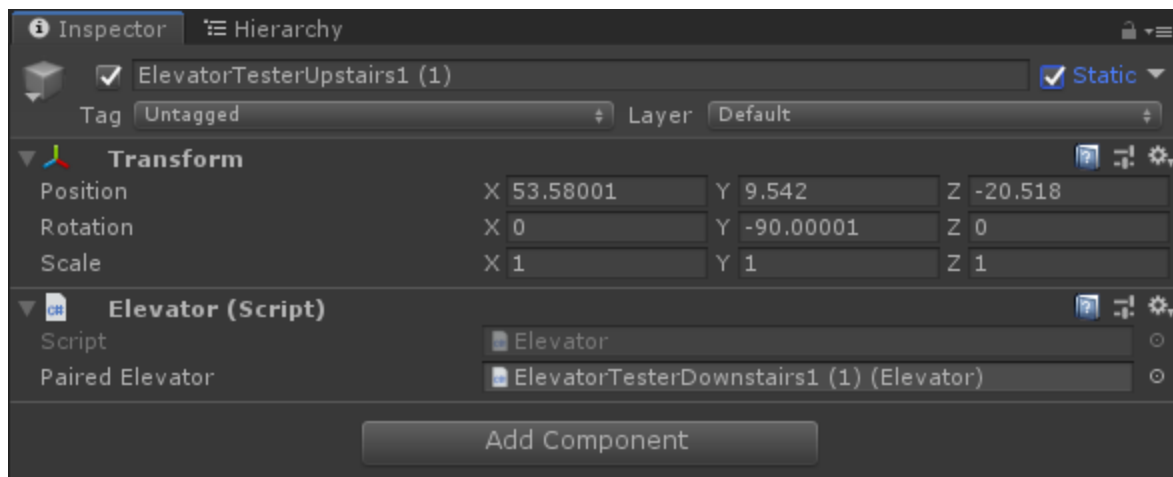 Inspector Hierarchy
ElevatorTesterUpstairs1 (1) Static
Tag Untagged Layer Default
Transform
Position X 53.58001 Y 9.542 Z -20.518
Rotation X 0 Y -90.00001 Z 0
Scale X 1 Y 1 Z 1
c# Elevator (Script)
Script Elevator
Paired Elevator ElevatorTesterDownstairs1 (1) (Elevator)
Add Component